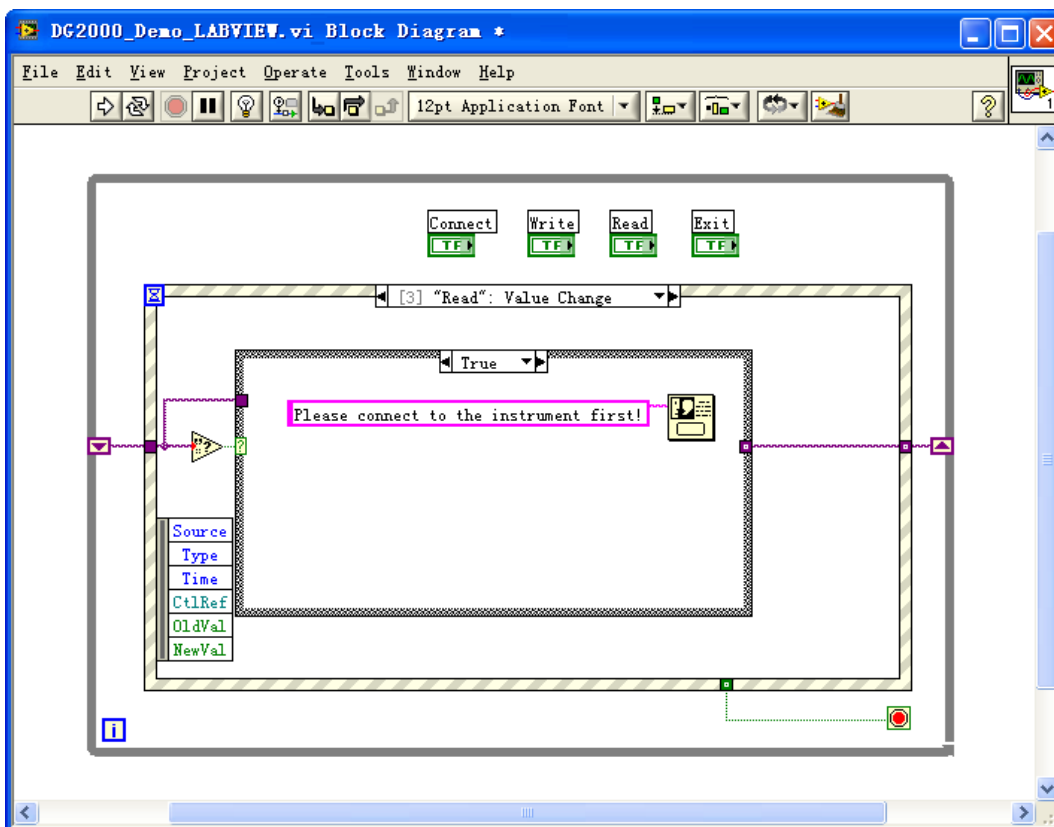 DG2000_Demo_LABVIEW.vi Block Diagram *
File Edit View Project Operate Tools Window Help
12pt Application Font
1
Connect Write Read Exit
TF TF TF TF
[3] "Read": Value Change
True
Please connect to the instrument first!
?
?
Source
Type
Time
CtlRef
OldVal
NewVal
i